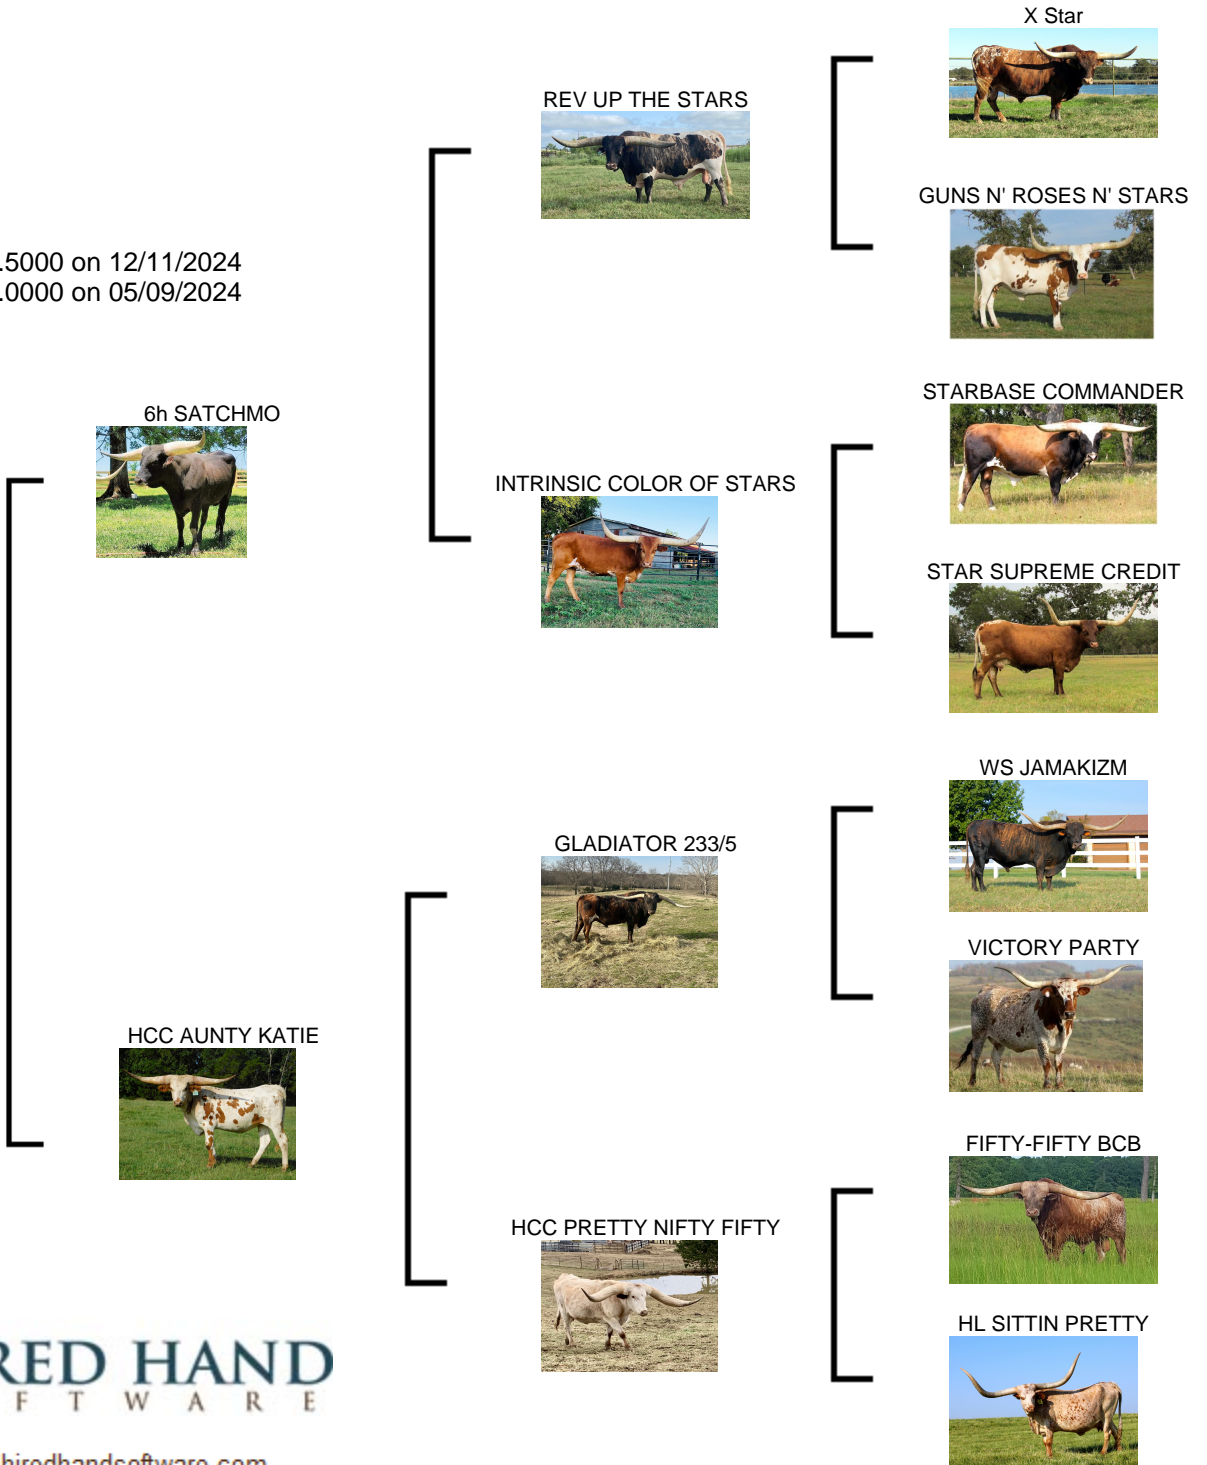 X Star
REV UP THE STARS
GUNS N' ROSES N' STARS
.5000 on 12/11/2024
.0000 on 05/09/2024
STARBASE COMMANDER
6h SATCHMO
INTRINSIC COLOR OF STARS
STAR SUPREME CREDIT
WS JAMAKIZM
GLADIATOR 233/5
VICTORY PARTY
HCC AUNTY KATIE
FIFTY-FIFTY BCB
HCC PRETTY NIFTY FIFTY
HL SITTIN PRETTY
RED HAND
F T W A R E
hiredhandsoftware.com